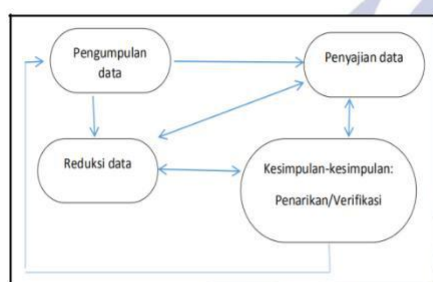 Pengumpulan
data
Penyajian data
Reduksi data
Kesimpulan-kesimpulan:
Penarikan/Verifikasi